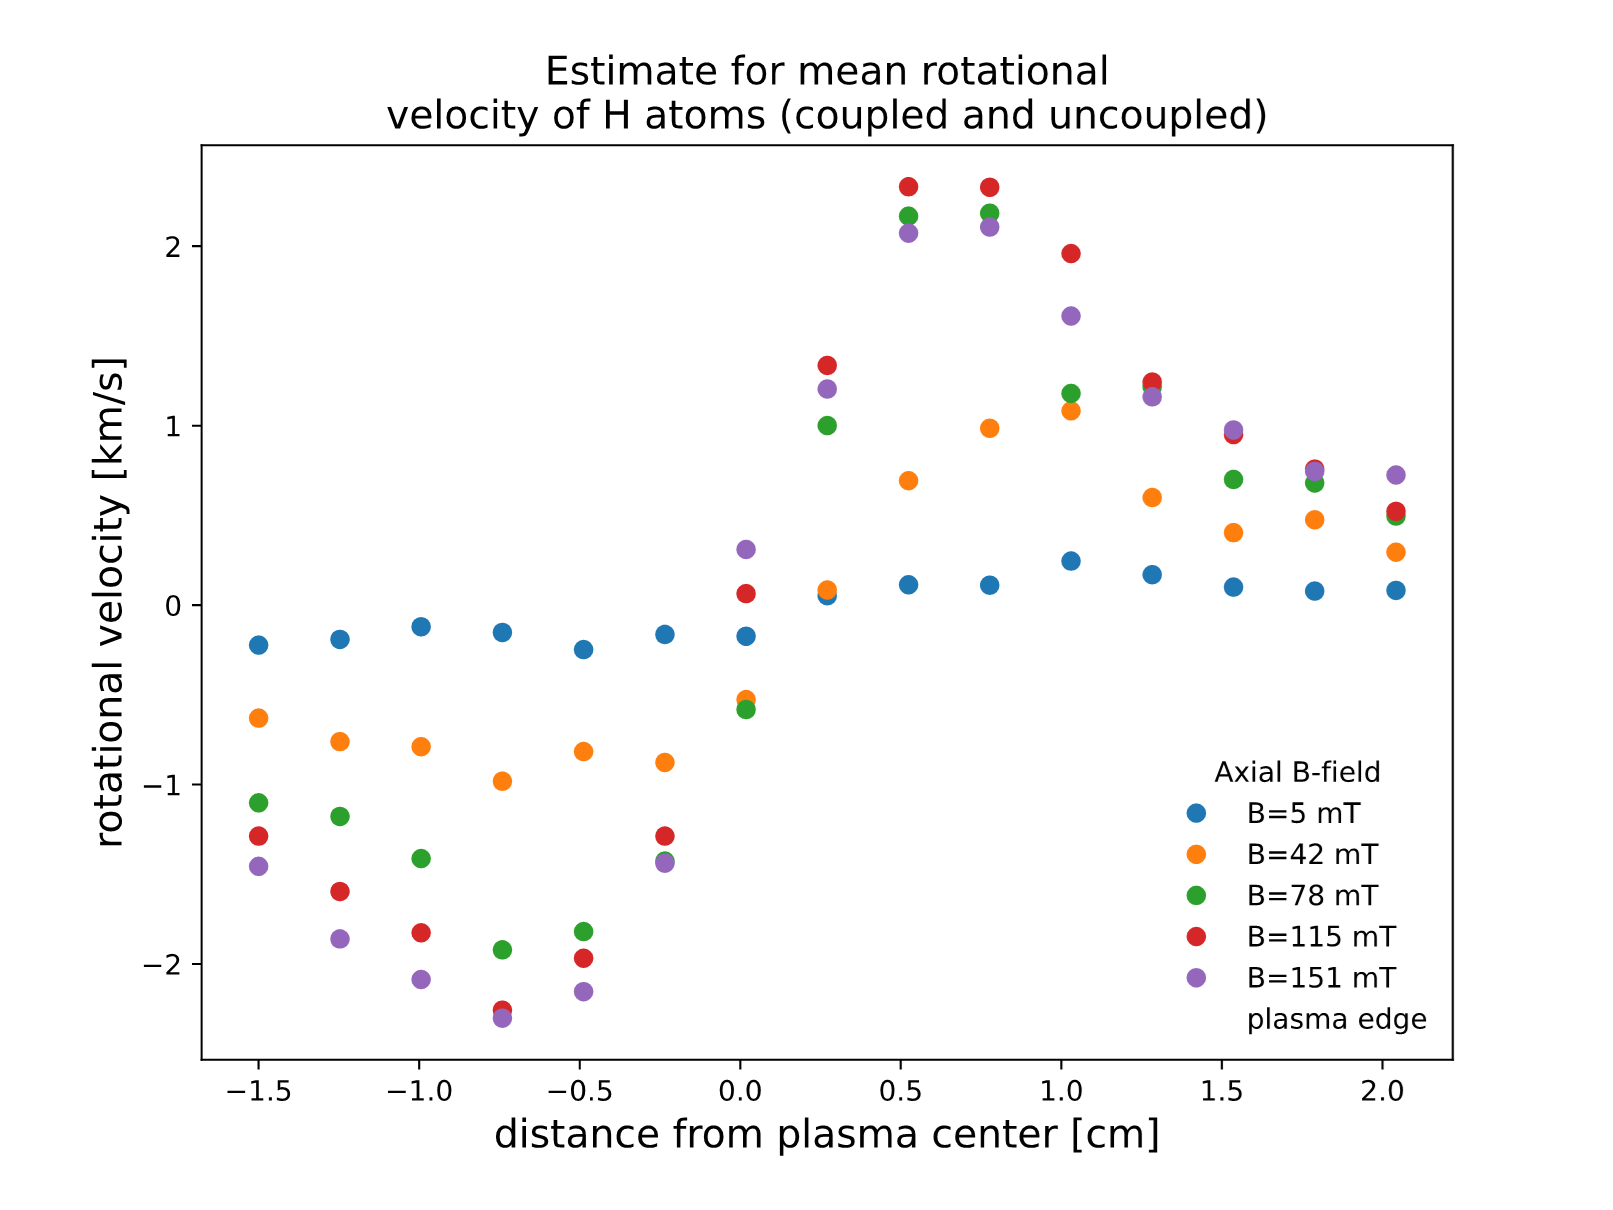 Estimate for mean rotational
velocity of H atoms (coupled and uncoupled)
rotational velocity [km/s]
2
1
0
−1
−2
Axial B-field
B=5 mT
B=42 mT
B=78 mT
B=115 mT
B=151 mT
plasma edge
−1.5 −1.0 −0.5 0.0 0.5 1.0 1.5 2.0
distance from plasma center [cm]